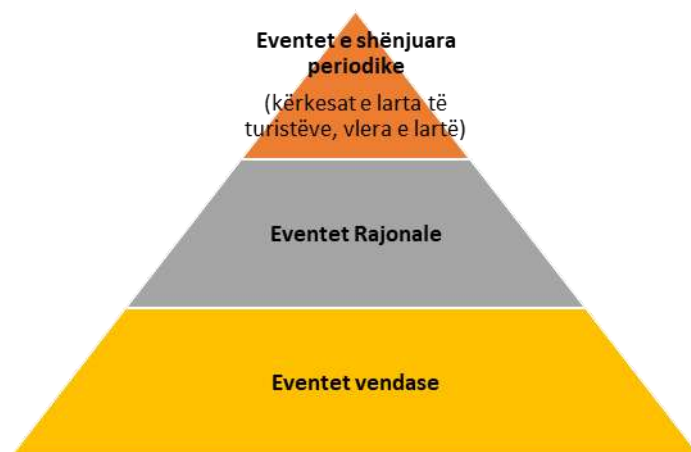 Eventet e shënjuara
periodike
(kërkesat e larta të
turistëve, vlera e lartë)
Eventet Rajonale
Eventet vendase